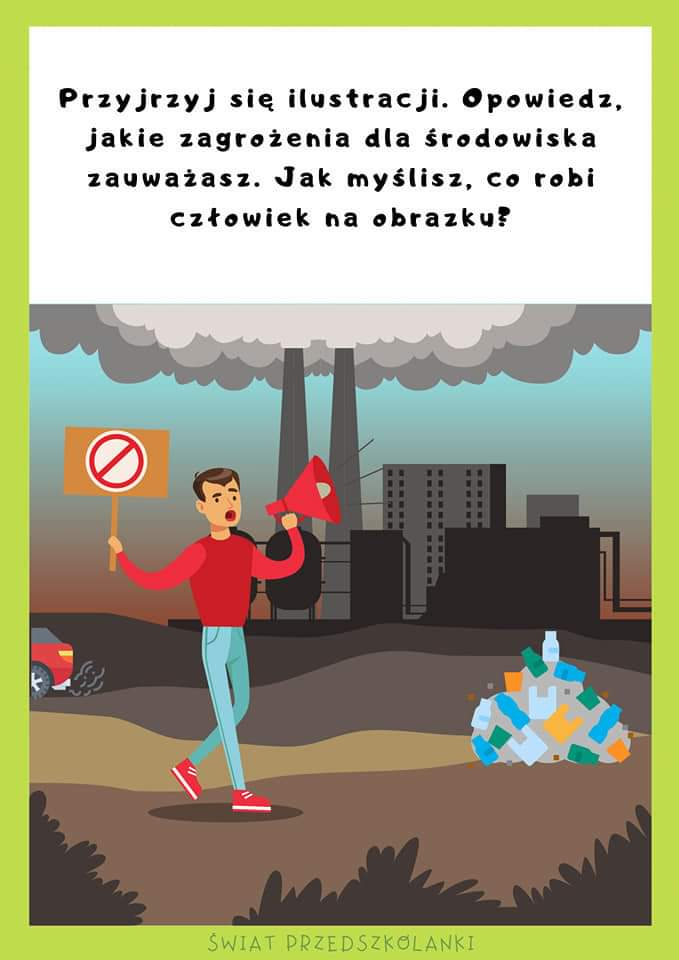 Przyjrzyj się ilustracji. Opowiedz,
jakie zagrożenia dla środowiska
zauważasz. Jak myślisz, co robi
człowiek na obrazku?
ŚWIAT PRZEDSZKOLANKI